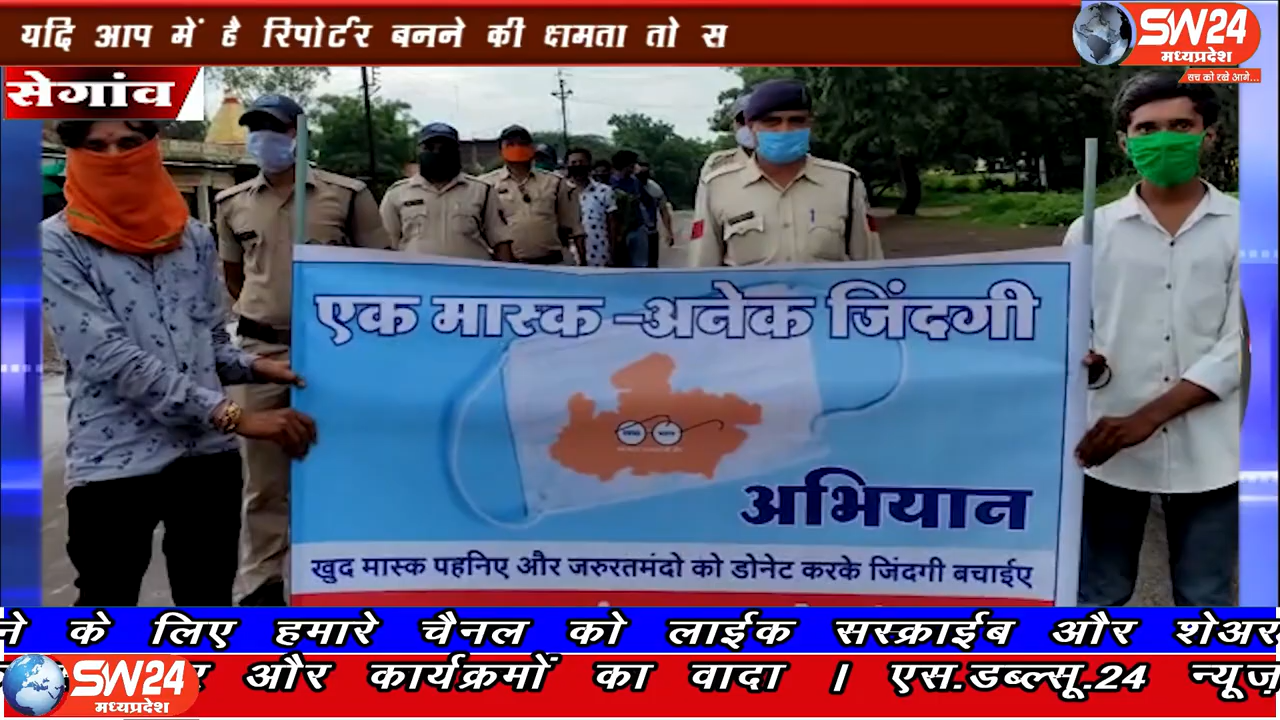 यदि आप में है रिपोर्टर बनने की क्षमता तो स
SW24
मध्यप्रदेश
सच को रखे आगे...
सेगांव
एक मास्क-अनेक जिंदगी
अभियान
खुद मास्क पहनिए और जरुरतमंदो को डोनेट करके जिंदगी बचाईए
ने के लिए हमारे चैनल को लाईक सस्क्राईब और शेअर
और कार्यक्रमों का वादा । एस.डब्ल्सू.24 न्यूज़
SW24
मध्यप्रदेश